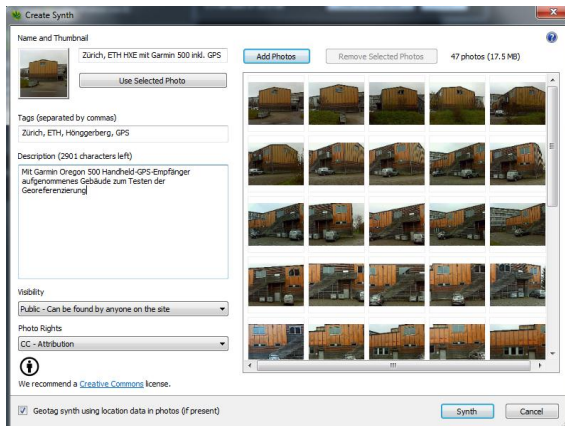 Create Synth
Name and Thumbnail
Zürich, ETH HXE mit Garmin 500 inkl. GPS
Use Selected Photo
Add Photos
Remove Selected Photos
47 photos (17.5 MB)
Tags (separated by commas)
Zürich, ETH, Hönggerberg, GPS
Description (2901 characters left)
Mit Garmin Oregon 500 Handheld-GPS-Empfänger
aufgenommenes Gebäude zum Testen der
Georeferenzierung
Visibility
Public - Can be found by anyone on the site
Photo Rights
CC - Attribution
We recommend a Creative Commons license.
Geotag synth using location data in photos (if present)
Synth
Cancel